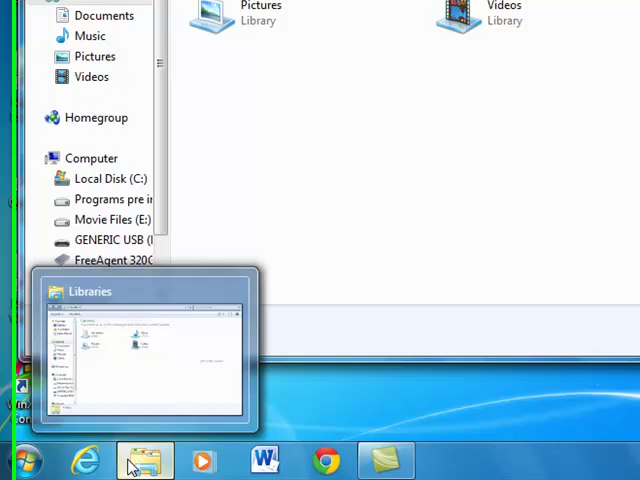 Documents
Music
Pictures
Videos
Homegroup
Computer
Local Disk (C:)
Programs pre i
Movie Files (E:)
GENERIC USB (
FreeAgent 320G
Pictures
Library
Videos
Library
Libraries